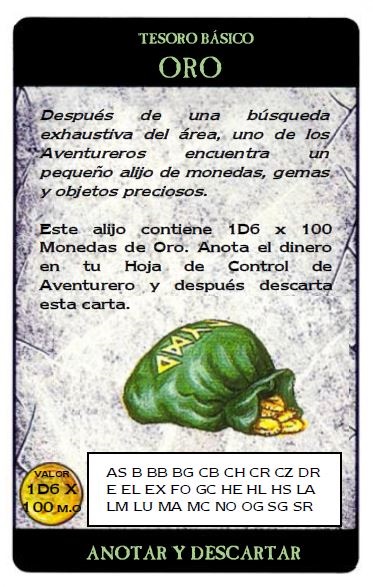 TESORO BÁSICO
ORO
Después de una búsqueda
exhaustiva del área, uno de los
Aventureros encuentra un
pequeño alijo de monedas, gemas
y objetos preciosos.
Este alijo contiene 1D6 x 100
Monedas de Oro. Anota el dinero
en tu Hoja de Control de
Aventurero y después descarta
esta carta.
VALOR
1D6 X
100 M.O
AS B BB BG CB CH CR CZ DR
E EL EX FO GC HE HL HS LA
LM LU MA MC NO OG SG SR
ANOTAR Y DESCARTAR